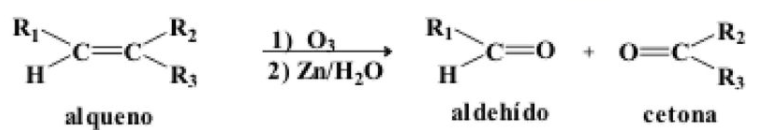 R₁ R₂ 1) O₃ R₁ R₂
C=C C=O + O=C
H R₃ 2) Zn/H₂O H R₃
alqueno aldehído cetona